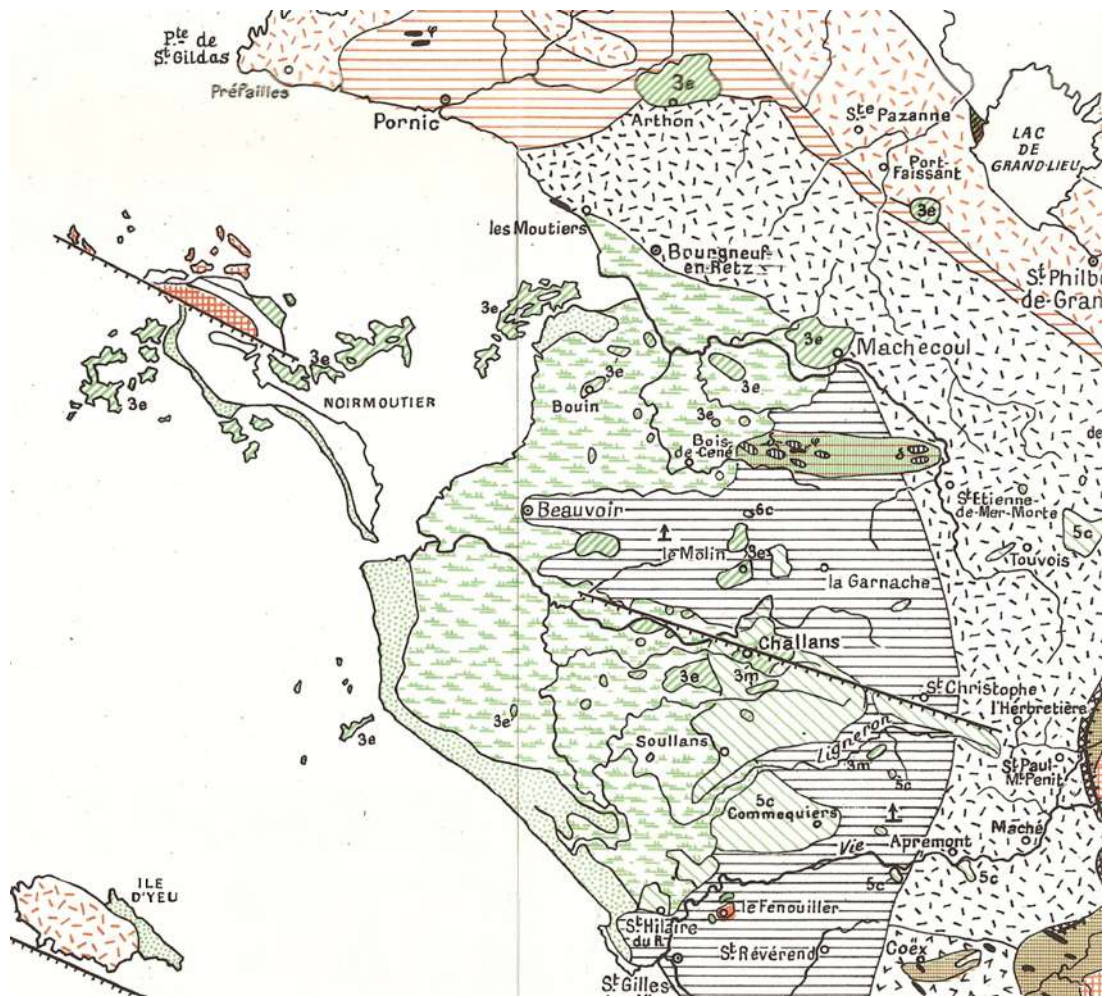 Pte de
St Gildas
φ
Préfailles
Pornic
3e
Arthon
Ste Pazanne
LAC
DE
GRAND-LIEU
Port-
Faissant
3e
les Moutiers
Bourgneuf-
en-Retz
St Philb
de-Gran
3e
3e
Machecoul
3e
3e
NOIRMOUTIER
3e
3e
Bouin
3e
Bois-
de-Cené
δ
φ
δ
de
St Etienne-
de-Mer-Morte
Beauvoir
6c
5c
le Molin
3e
Touvois
la Garnache
Challans
3e
3m
St Christophe
l'Herbretière
3e
3e
Soullans
Ligneron
3m
St Paul-
Mt Penit
5c
5c
Commequiers
Maché
Vie
Apremont
5c
5c
ILE
D'YEU
le Fenouiller
St Hilaire
du R.
St Révérend
Coëx
St Gilles